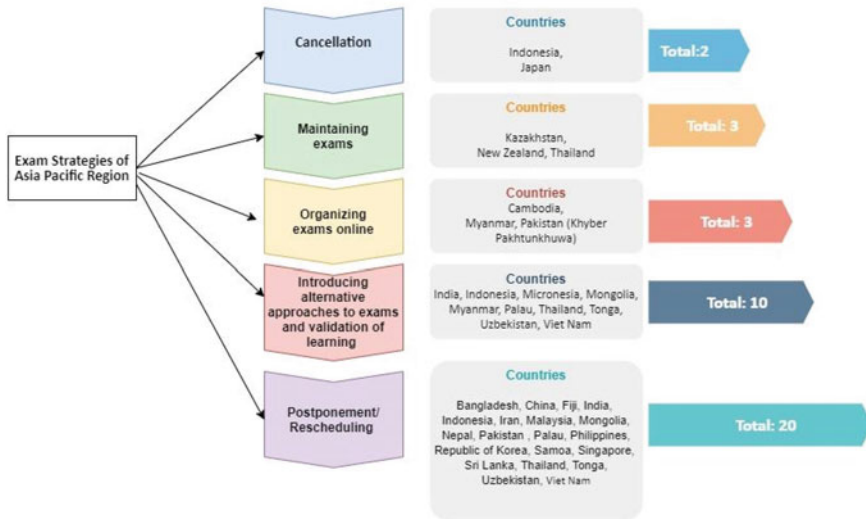 Exam Strategies of
Asia Pacific Region
Cancellation
Countries
Indonesia,
Japan
Total:2
Maintaining
exams
Countries
Kazakhstan,
New Zealand, Thailand
Total: 3
Organizing
exams online
Countries
Cambodia,
Myanmar, Pakistan (Khyber
Pakhtunkhuwa)
Total: 3
Introducing
alternative
approaches to exams
and validation of
learning
Countries
India, Indonesia, Micronesia, Mongolia,
Myanmar, Palau, Thailand, Tonga,
Uzbekistan, Viet Nam
Total: 10
Postponement/
Rescheduling
Countries
Bangladesh, China, Fiji, India,
Indonesia, Iran, Malaysia, Mongolia,
Nepal, Pakistan , Palau, Philippines,
Republic of Korea, Samoa, Singapore,
Sri Lanka, Thailand, Tonga,
Uzbekistan, Viet Nam
Total: 20